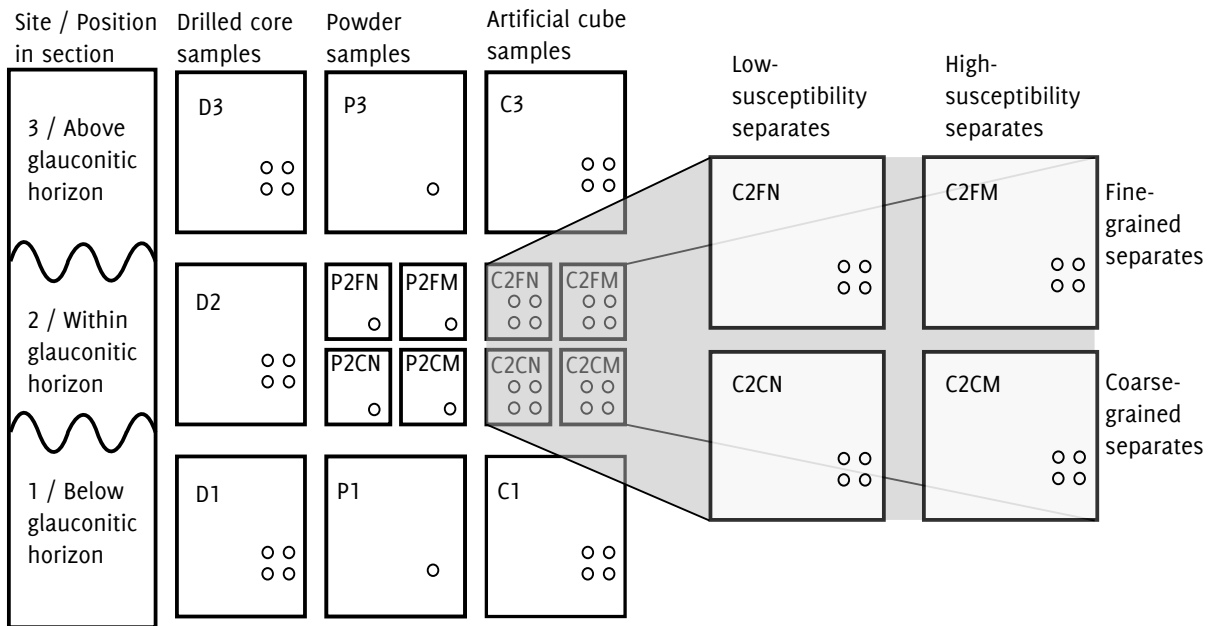 Site / Position
in section
Drilled core
samples
Powder
samples
Artificial cube
samples
Low-
susceptibility
separates
High-
susceptibility
separates
3 / Above
glauconitic
horizon
D3
P3
C3
2 / Within
glauconitic
horizon
D2
P2FN
P2FM
P2CN
P2CM
C2FN
C2FM
C2CN
C2CM
1 / Below
glauconitic
horizon
D1
P1
C1
C2FN
C2FM
Fine-
grained
separates
C2CN
C2CM
Coarse-
grained
separates